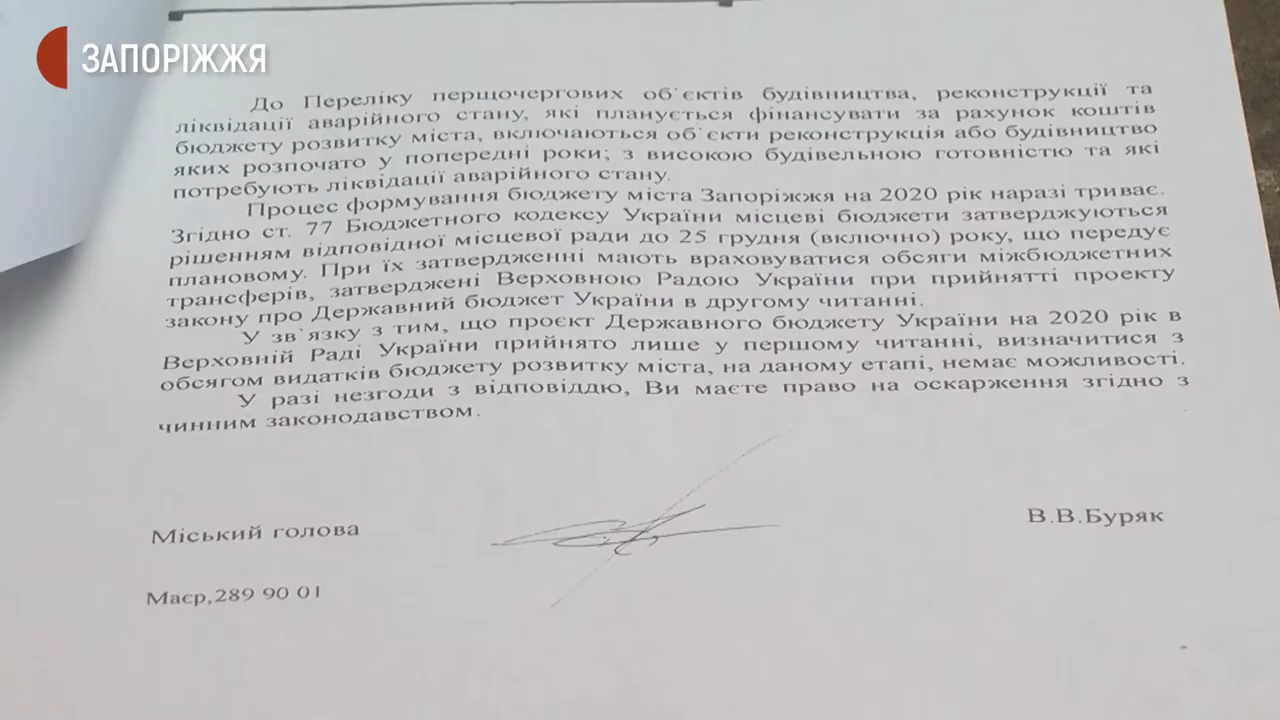 ЗАПОРІЖЖЯ
До Переліку першочергових об`єктів будівництва, реконструкції та
ліквідації аварійного стану, які планується фінансувати за рахунок коштів
бюджету розвитку міста, включаються об`єкти реконструкція або будівництво
яких розпочато у попередні роки; з високою будівельною готовністю та які
потребують ліквідації аварійного стану.
Процес формування бюджету міста Запоріжжя на 2020 рік наразі триває.
Згідно ст. 77 Бюджетного кодексу України місцеві бюджети затверджуються
рішенням відповідної місцевої ради до 25 грудня (включно) року, що передує
плановому. При їх затвердженні мають враховуватися обсяги міжбюджетних
трансферів, затверджені Верховною Радою України при прийнятті проекту
закону про Державний бюджет України в другому читанні.
У зв`язку з тим, що проєкт Державного бюджету України на 2020 рік в
Верховній Раді України прийнято лише у першому читанні, визначитися з
обсягом видатків бюджету розвитку міста, на даному етапі, немає можливості.
У разі незгоди з відповіддю, Ви маєте право на оскарження згідно з
чинним законодавством.
Міський голова
В.В.Буряк
Маєр,289 90 01